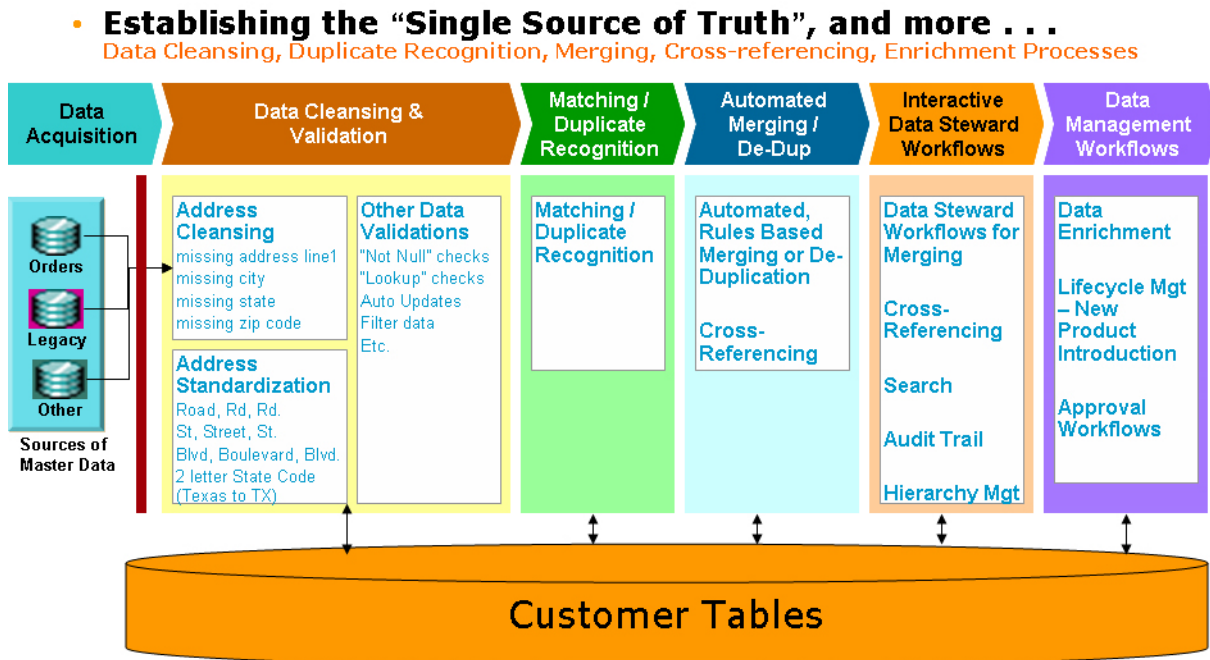 • Establishing the “Single Source of Truth”, and more . . .
Data Cleansing, Duplicate Recognition, Merging, Cross-referencing, Enrichment Processes
Data
Acquisition
Data Cleansing &
Validation
Matching /
Duplicate
Recognition
Automated
Merging /
De-Dup
Interactive
Data Steward
Workflows
Data
Management
Workflows
Orders
Legacy
Other
Sources of
Master Data
Address
Cleansing
missing address line1
missing city
missing state
missing zip code
Address
Standardization
Road, Rd, Rd.
St, Street, St.
Blvd, Boulevard, Blvd.
2 letter State Code
(Texas to TX)
Other Data
Validations
"Not Null" checks
"Lookup" checks
Auto Updates
Filter data
Etc.
Matching /
Duplicate
Recognition
Automated,
Rules Based
Merging or De-
Duplication
Cross-
Referencing
Data Steward
Workflows for
Merging
Cross-
Referencing
Search
Audit Trail
Hierarchy Mgt
Data
Enrichment
Lifecycle Mgt
– New
Product
Introduction
Approval
Workflows
Customer Tables